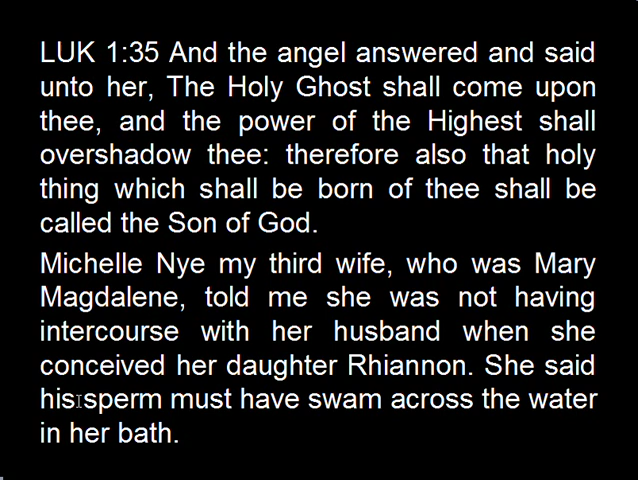 LUK 1:35 And the angel answered and said
unto her, The Holy Ghost shall come upon
thee, and the power of the Highest shall
overshadow thee: therefore also that holy
thing which shall be born of thee shall be
called the Son of God.
Michelle Nye my third wife, who was Mary
Magdalene, told me she was not having
intercourse with her husband when she
conceived her daughter Rhiannon. She said
his sperm must have swam across the water
in her bath.